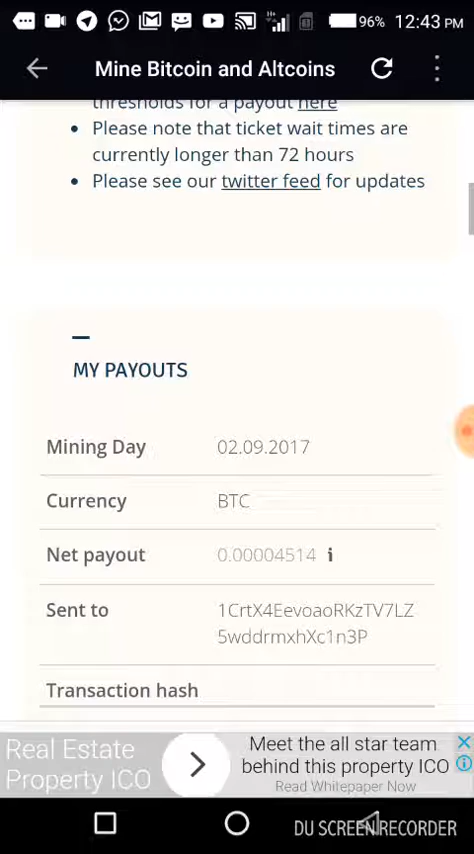 96% 12:43 PM
Mine Bitcoin and Altcoins
thresholds for a payout here
• Please note that ticket wait times are
currently longer than 72 hours
• Please see our twitter feed for updates
MY PAYOUTS
Mining Day 02.09.2017
Currency BTC
Net payout 0.00004514 i
Sent to 1CrtX4EevoaoRKzTV7LZ
5wddrmxhXc1n3P
Transaction hash
Real Estate
Property ICO
Meet the all star team
behind this property ICO
Read Whitepaper Now
DU SCREEN RECORDER